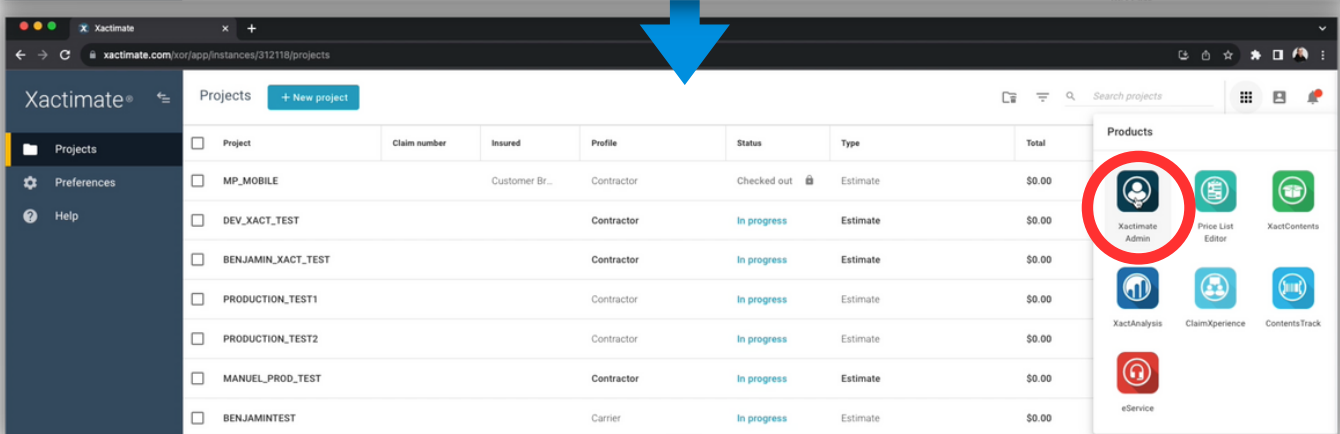 Xactimate
xactimate.com/xor/app/instances/312118/projects
Xactimate®
Projects
+ New project
Search projects
Projects
Preferences
Help
Project Claim number Insured Profile Status Type Total
MP_MOBILE Customer Br... Contractor Checked out Estimate $0.00
DEV_XACT_TEST Contractor In progress Estimate $0.00
BENJAMIN_XACT_TEST Contractor In progress Estimate $0.00
PRODUCTION_TEST1 Contractor In progress Estimate $0.00
PRODUCTION_TEST2 Contractor In progress Estimate $0.00
MANUEL_PROD_TEST Contractor In progress Estimate $0.00
BENJAMINTEST Carrier In progress Estimate $0.00
Products
Xactimate
Admin
Price List
Editor
XactContents
XactAnalysis
ClaimXperience
ContentsTrack
eService